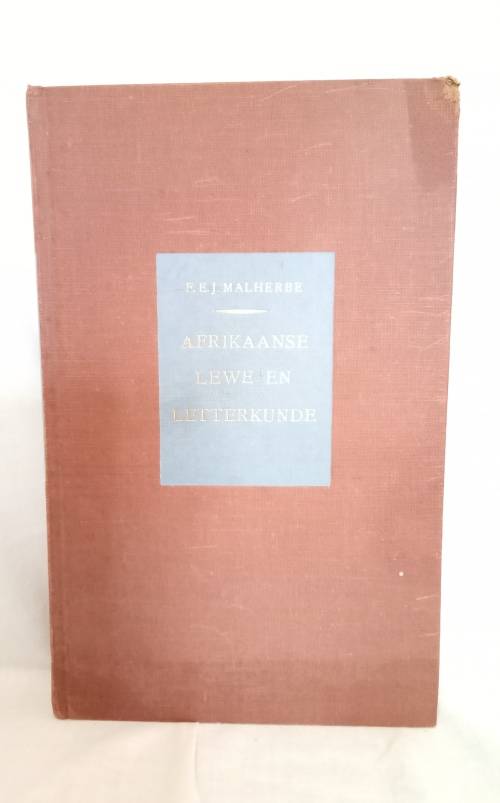 F. E. J. MALHERBE
AFRIKAANSE
LEWE EN
LETTERKUNDE